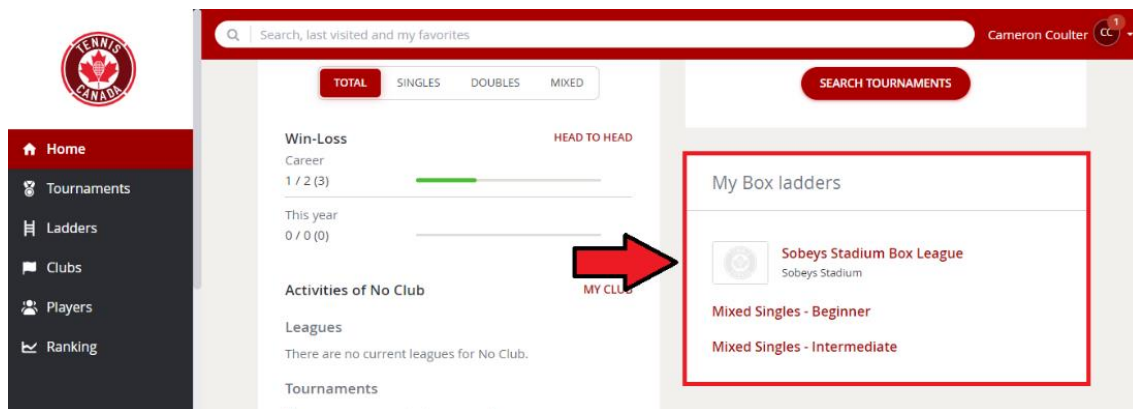 TENNIS
CANADA
Search, last visited and my favorites
Cameron Coulter
CC
1
Home
Tournaments
Ladders
Clubs
Players
Ranking
TOTAL
SINGLES
DOUBLES
MIXED
Win-Loss
HEAD TO HEAD
Career
1 / 2 (3)
This year
0 / 0 (0)
Activities of No Club
MY CLUB
Leagues
There are no current leagues for No Club.
Tournaments
SEARCH TOURNAMENTS
My Box ladders
Sobeys Stadium Box League
Sobeys Stadium
Mixed Singles - Beginner
Mixed Singles - Intermediate